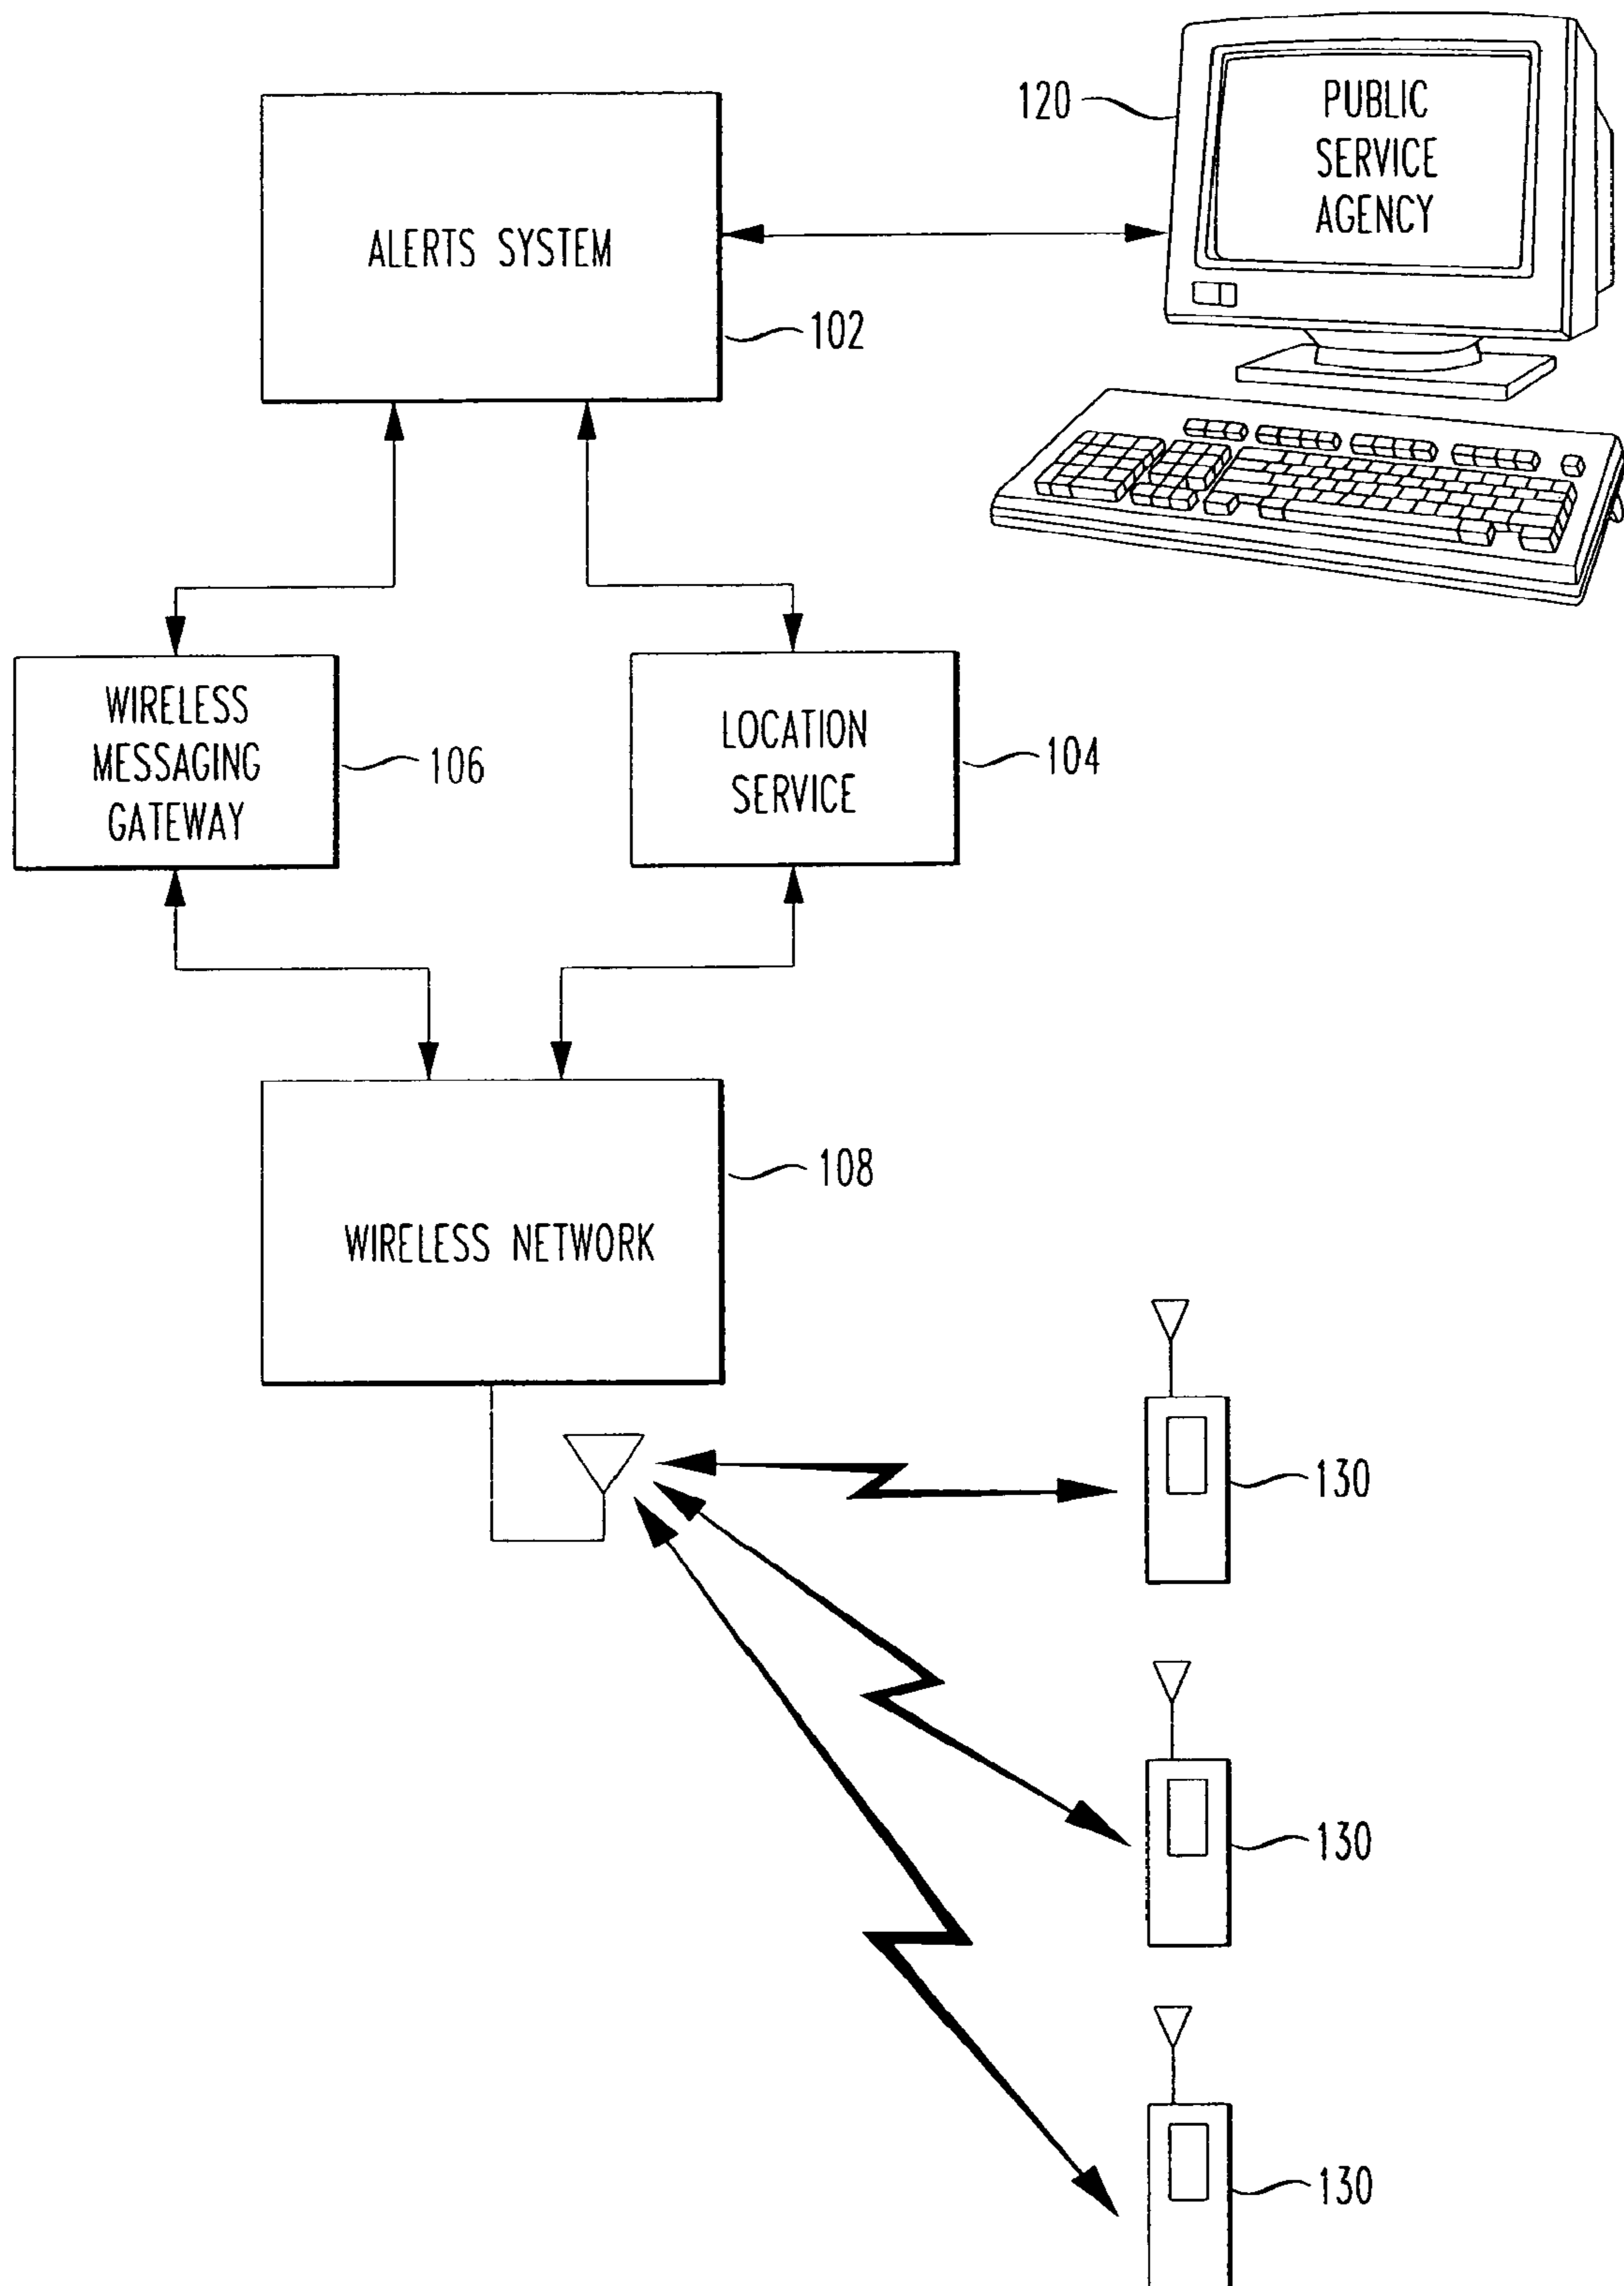 120
PUBLIC
SERVICE
AGENCY
ALERTS SYSTEM
102
WIRELESS
MESSAGING
GATEWAY
106
LOCATION
SERVICE
104
108
WIRELESS NETWORK
130
130
130